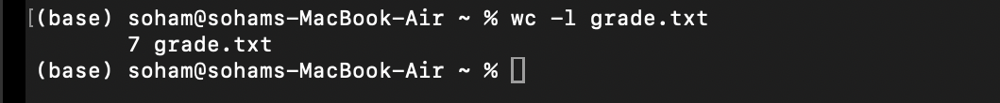 [(base) soham@sohams-MacBook-Air ~ % wc -l grade.txt
7 grade.txt
(base) soham@sohams-MacBook-Air ~ %